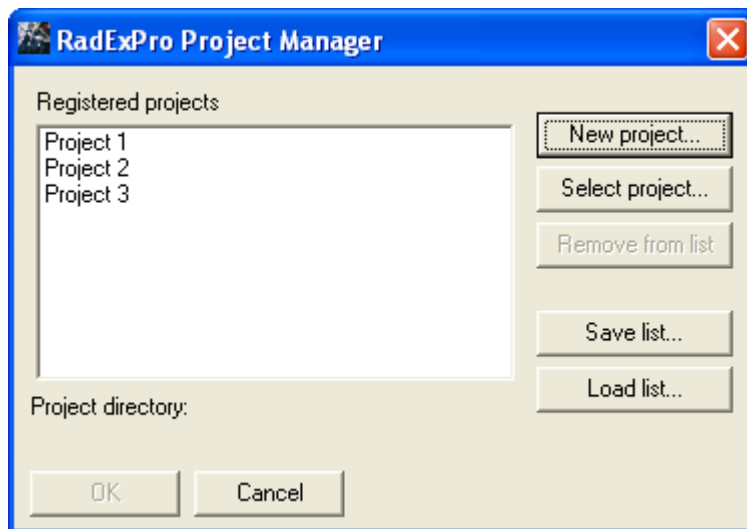 RadExPro Project Manager
Registered projects
Project 1
Project 2
Project 3
New project...
Select project...
Remove from list
Save list...
Load list...
Project directory:
OK
Cancel